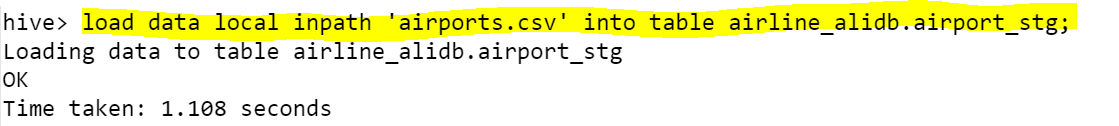 hive> load data local inpath 'airports.csv' into table airline_alidb.airport_stg;
Loading data to table airline_alidb.airport_stg
OK
Time taken: 1.108 seconds